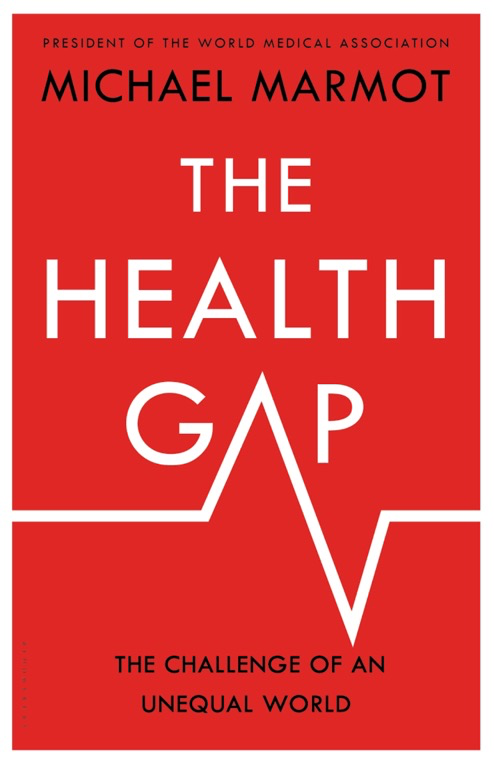 PRESIDENT OF THE WORLD MEDICAL ASSOCIATION
MICHAEL MARMOT
THE
HEALTH
GAP
THE CHALLENGE OF AN
UNEQUAL WORLD